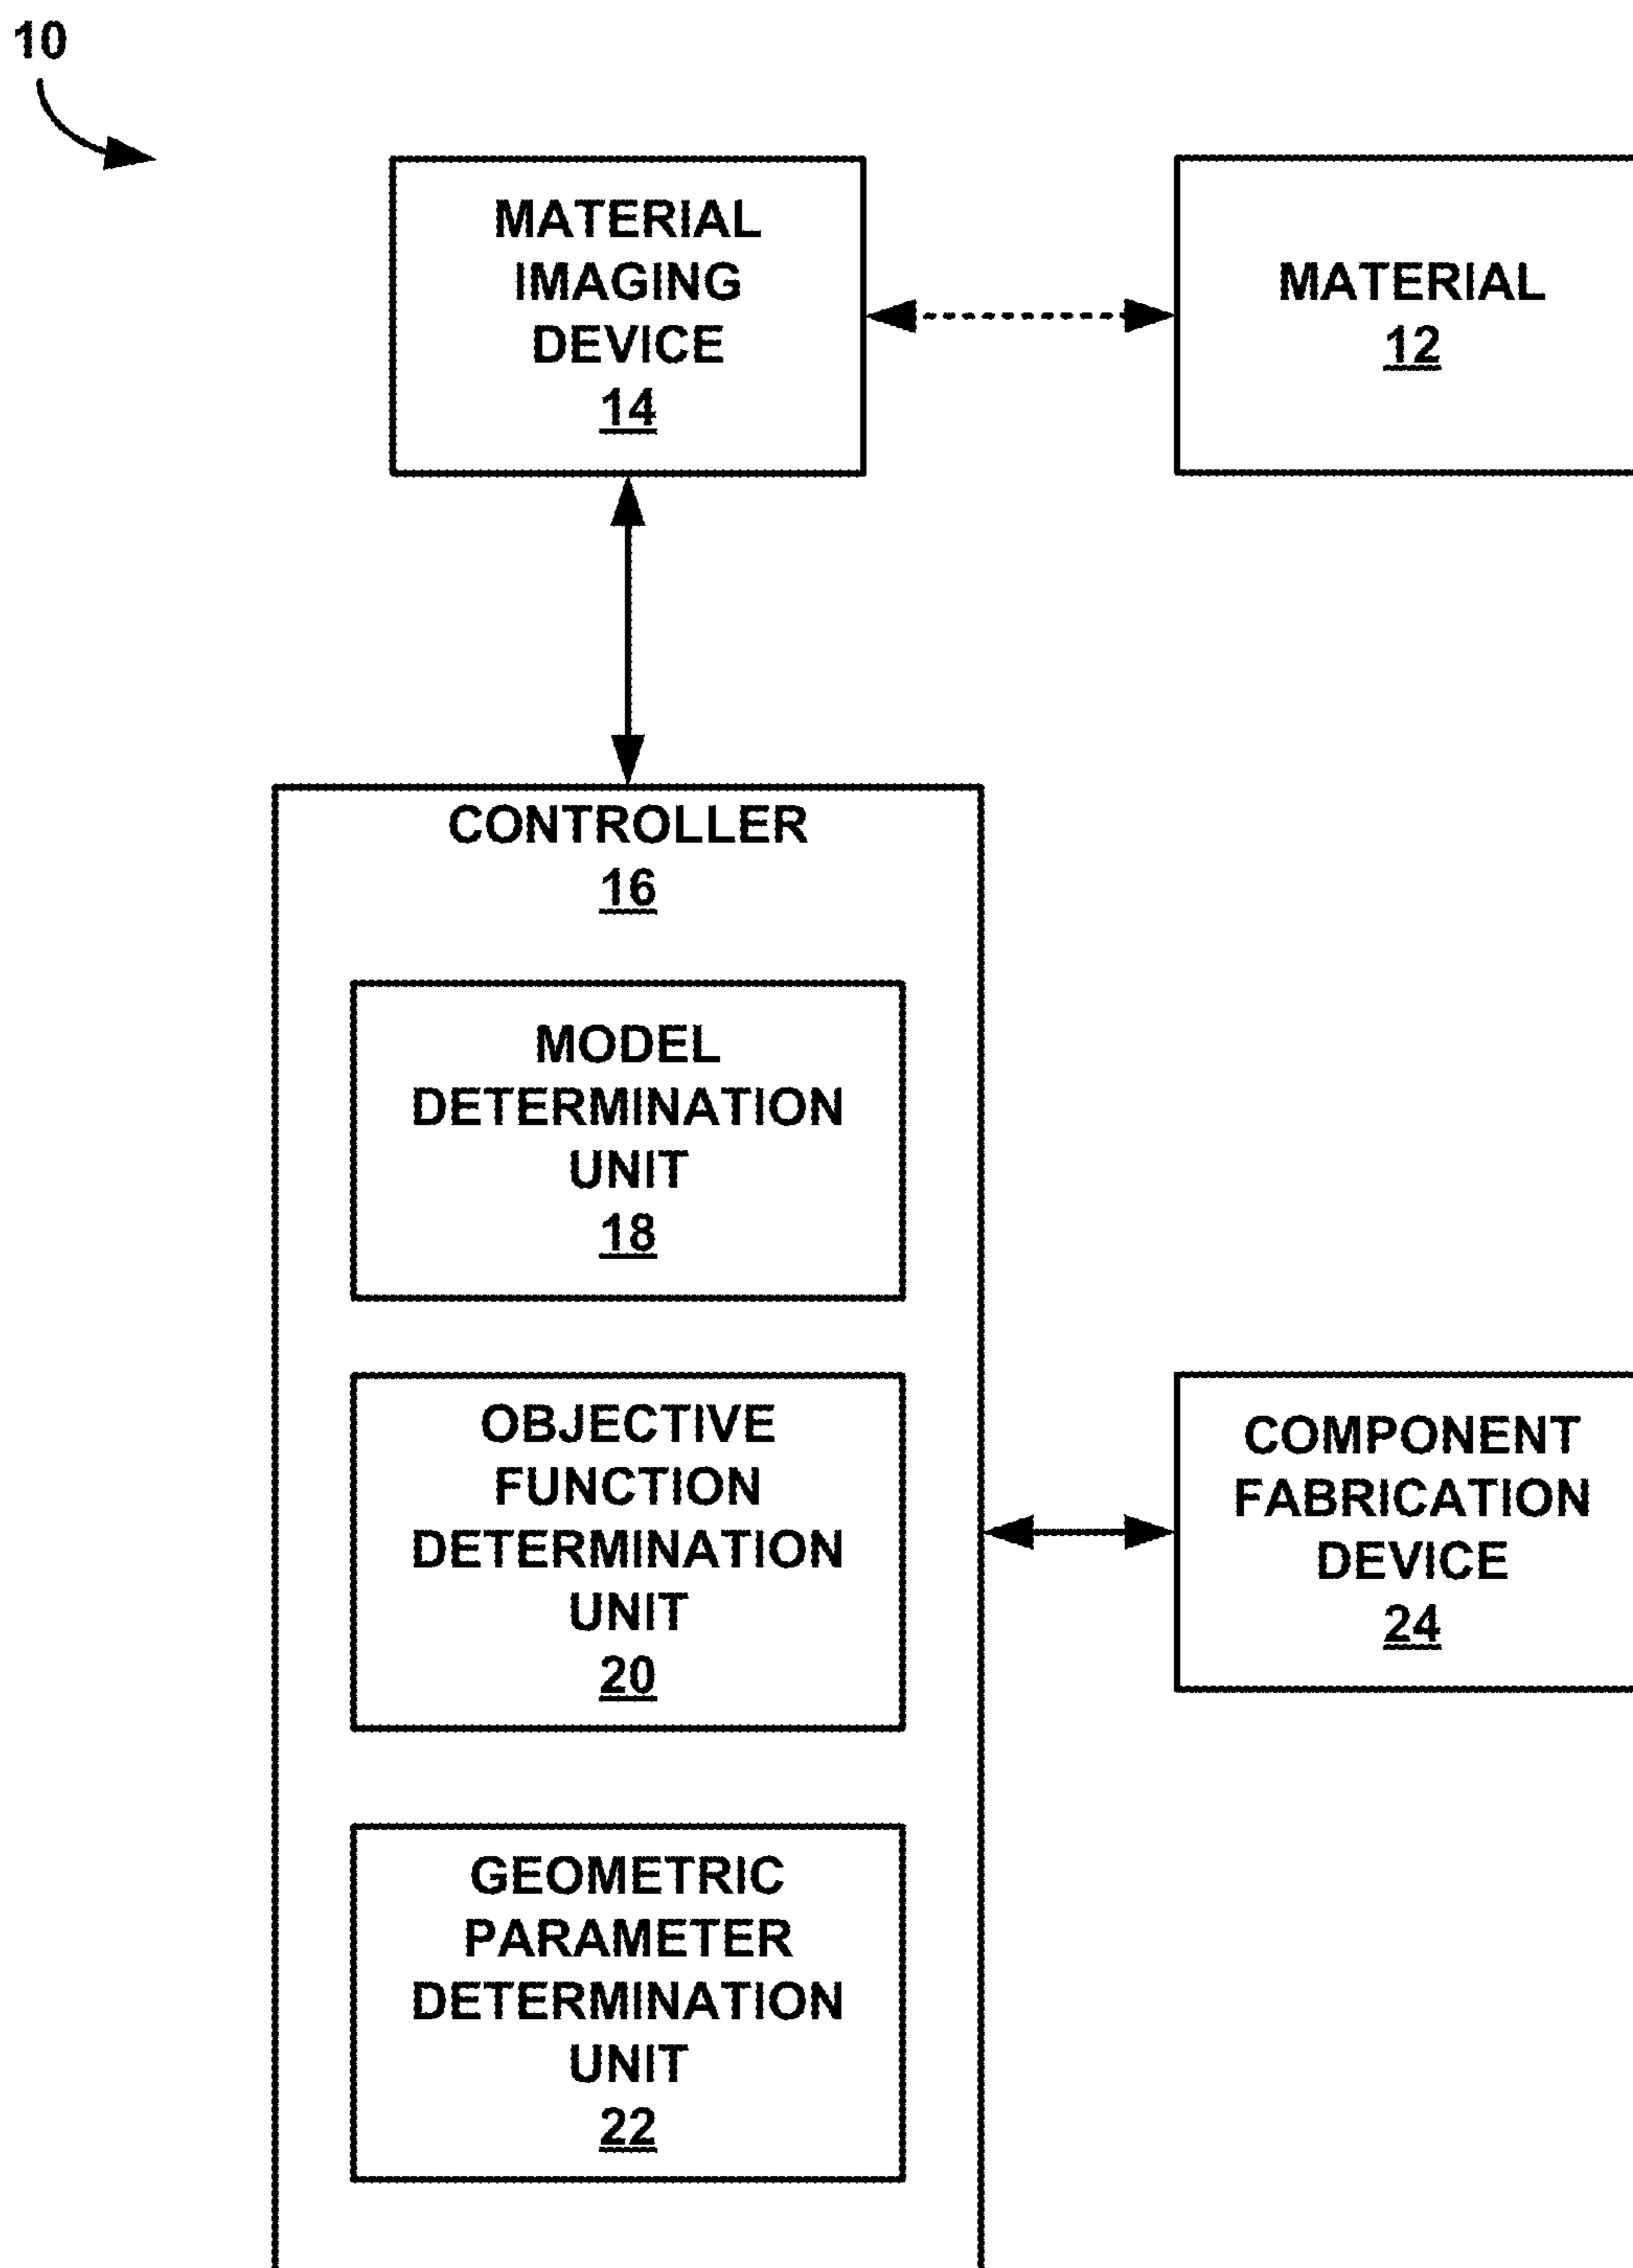 10
MATERIAL
IMAGING
DEVICE
14
MATERIAL
12
CONTROLLER
16
MODEL
DETERMINATION
UNIT
18
OBJECTIVE
FUNCTION
DETERMINATION
UNIT
20
COMPONENT
FABRICATION
DEVICE
24
GEOMETRIC
PARAMETER
DETERMINATION
UNIT
22